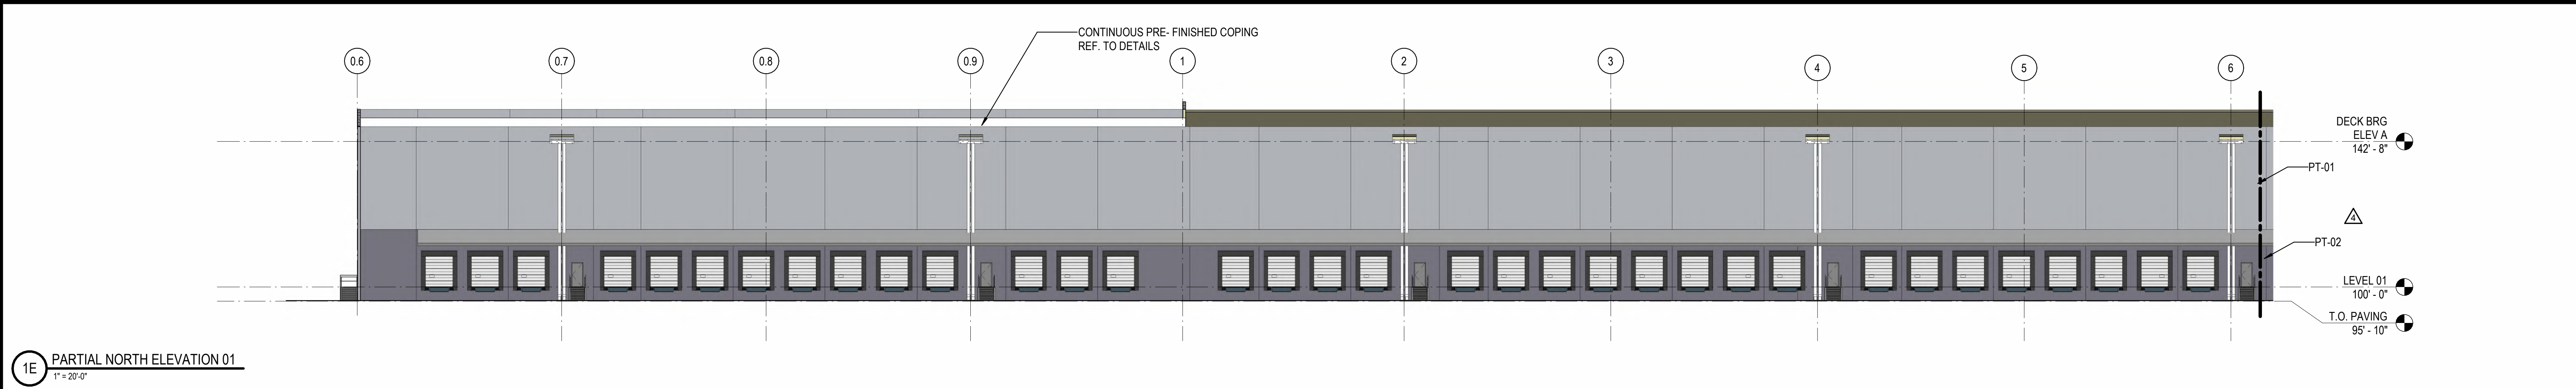 CONTINUOUS PRE- FINISHED COPING
REF. TO DETAILS
0.6
0.7
0.8
0.9
1
2
3
4
5
6
DECK BRG
ELEV A
142' - 8"
PT-01
4
PT-02
LEVEL 01
100' - 0"
T.O. PAVING
95' - 10"
1E
PARTIAL NORTH ELEVATION 01
1" = 20'-0"